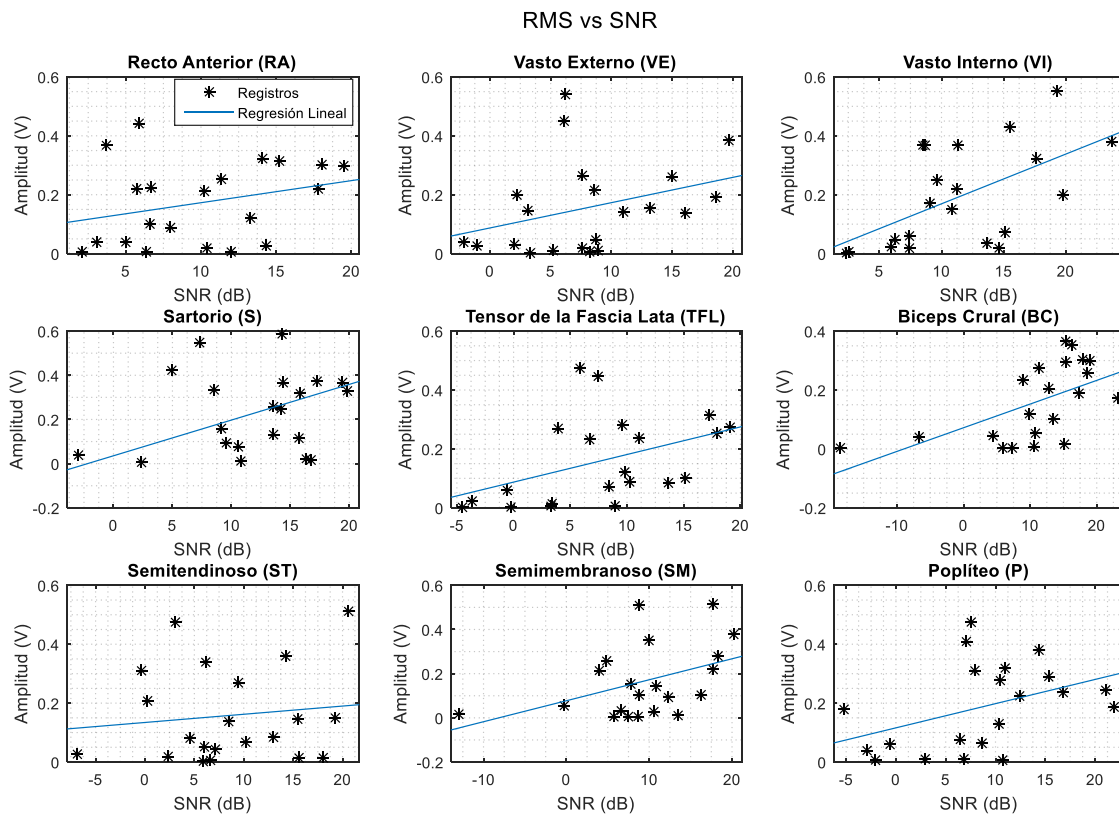 RMS vs SNR
Recto Anterior (RA)
Amplitud (V)
0.6
0.4
0.2
0
5
10
15
20
SNR (dB)
Registros
Regresión Lineal
Vasto Externo (VE)
Amplitud (V)
0.6
0.4
0.2
0
0
5
10
15
20
SNR (dB)
Vasto Interno (VI)
Amplitud (V)
0.6
0.4
0.2
0
5
10
15
20
SNR (dB)
Sartorio (S)
Amplitud (V)
0.6
0.4
0.2
0
-0.2
0
5
10
15
20
SNR (dB)
Tensor de la Fascia Lata (TFL)
Amplitud (V)
0.6
0.4
0.2
0
-5
0
5
10
15
20
SNR (dB)
Biceps Crural (BC)
Amplitud (V)
0.4
0.2
0
-0.2
-10
0
10
20
SNR (dB)
Semitendinoso (ST)
Amplitud (V)
0.6
0.4
0.2
0
-5
0
5
10
15
20
SNR (dB)
Semimembranoso (SM)
Amplitud (V)
0.6
0.4
0.2
0
-0.2
-10
0
10
20
SNR (dB)
Poplíteo (P)
Amplitud (V)
0.6
0.4
0.2
0
-5
0
5
10
15
20
SNR (dB)